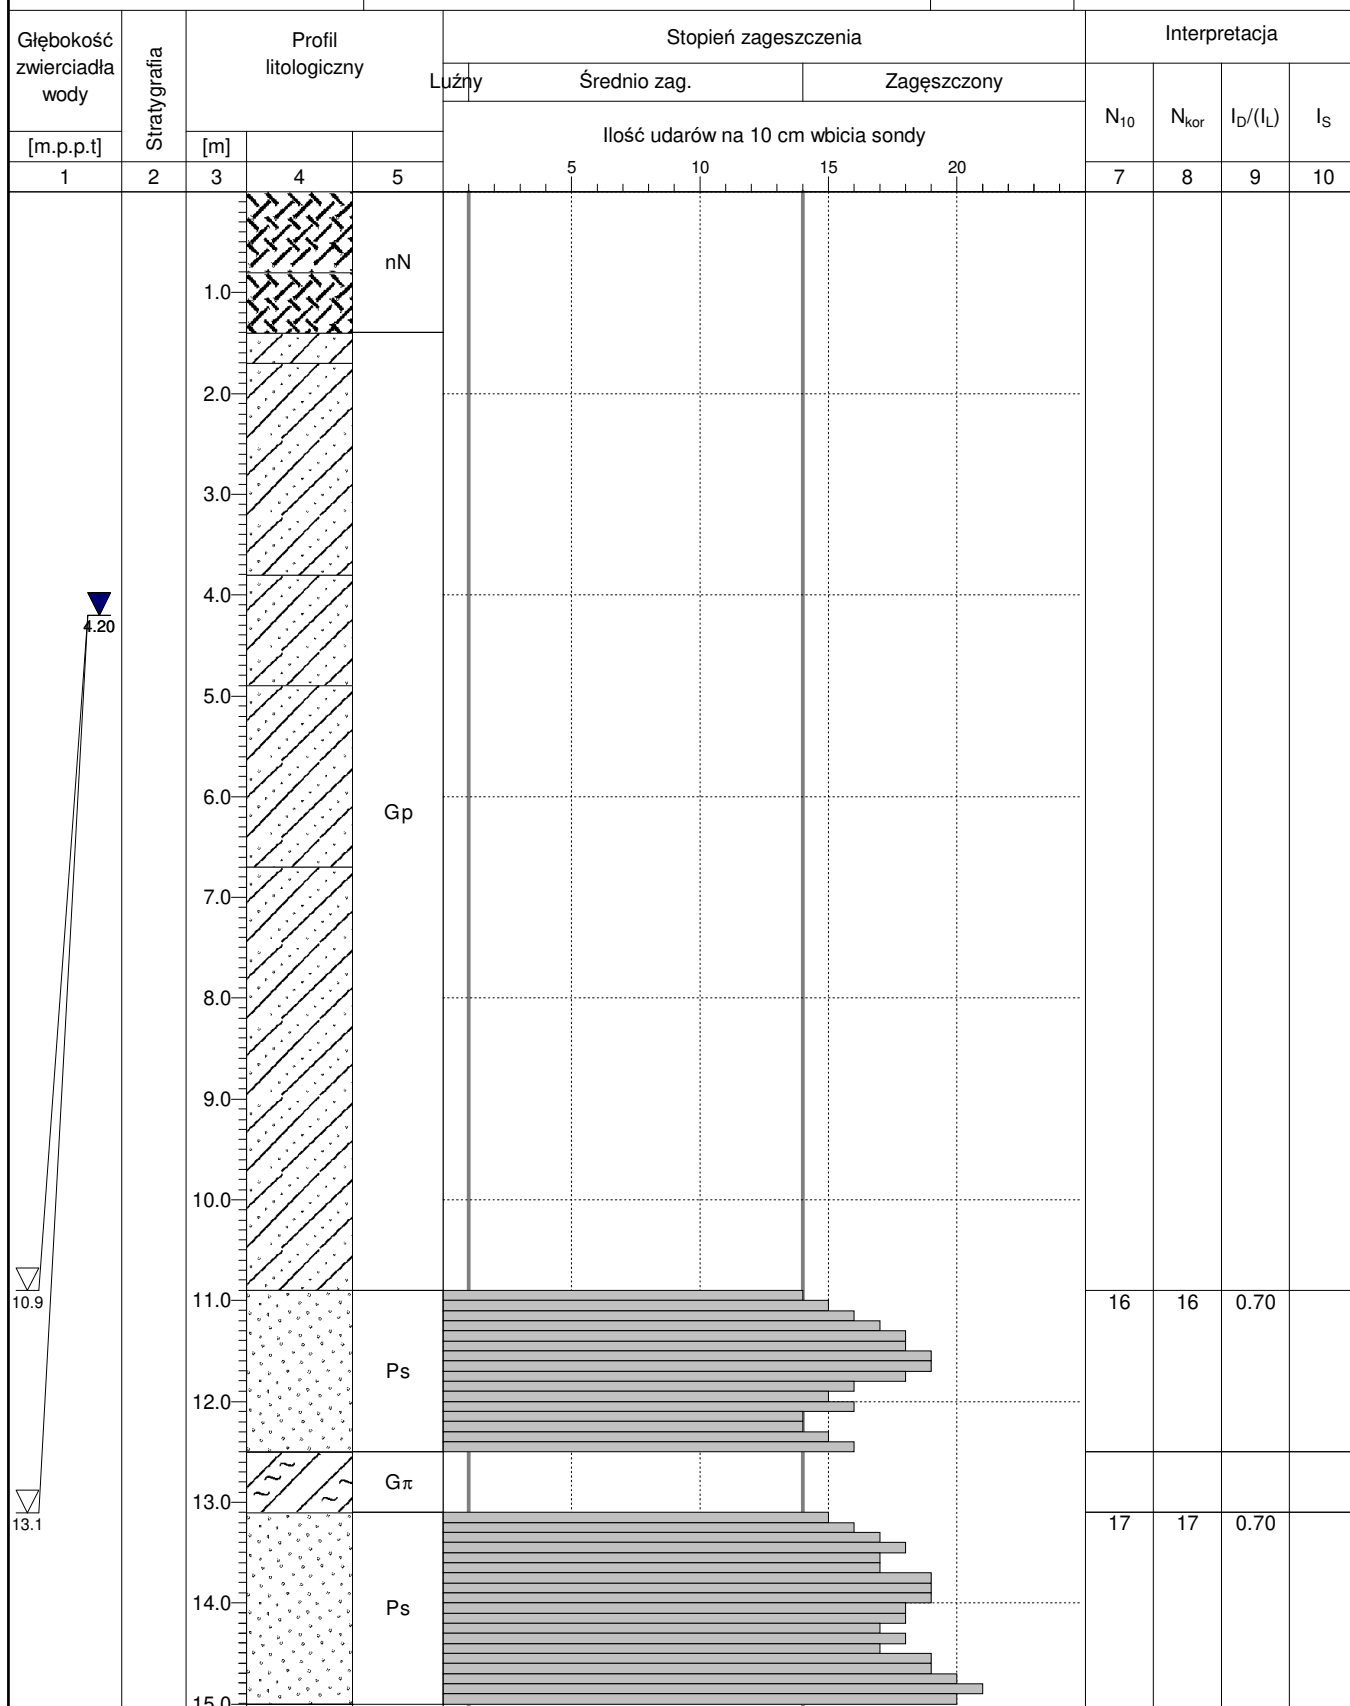 Głębokość zwierciadła wody
Stratygrafia
Profil litologiczny
Stopień zageszczenia
Interpretacja
Luźny
Średnio zag.
Zagęszczony
[m.p.p.t]
[m]
Ilość udarów na 10 cm wbicia sondy
N10 Nkor ID/(IL) IS
5 10 15 20
1 2 3 4 5 7 8 9 10
nN
1.0
2.0
3.0
4.0
4.20
5.0
6.0
Gp
7.0
8.0
9.0
10.0
10.9
11.0
16 16 0.70
Ps
12.0
Gπ
13.0
13.1
17 17 0.70
14.0
Ps
15.0